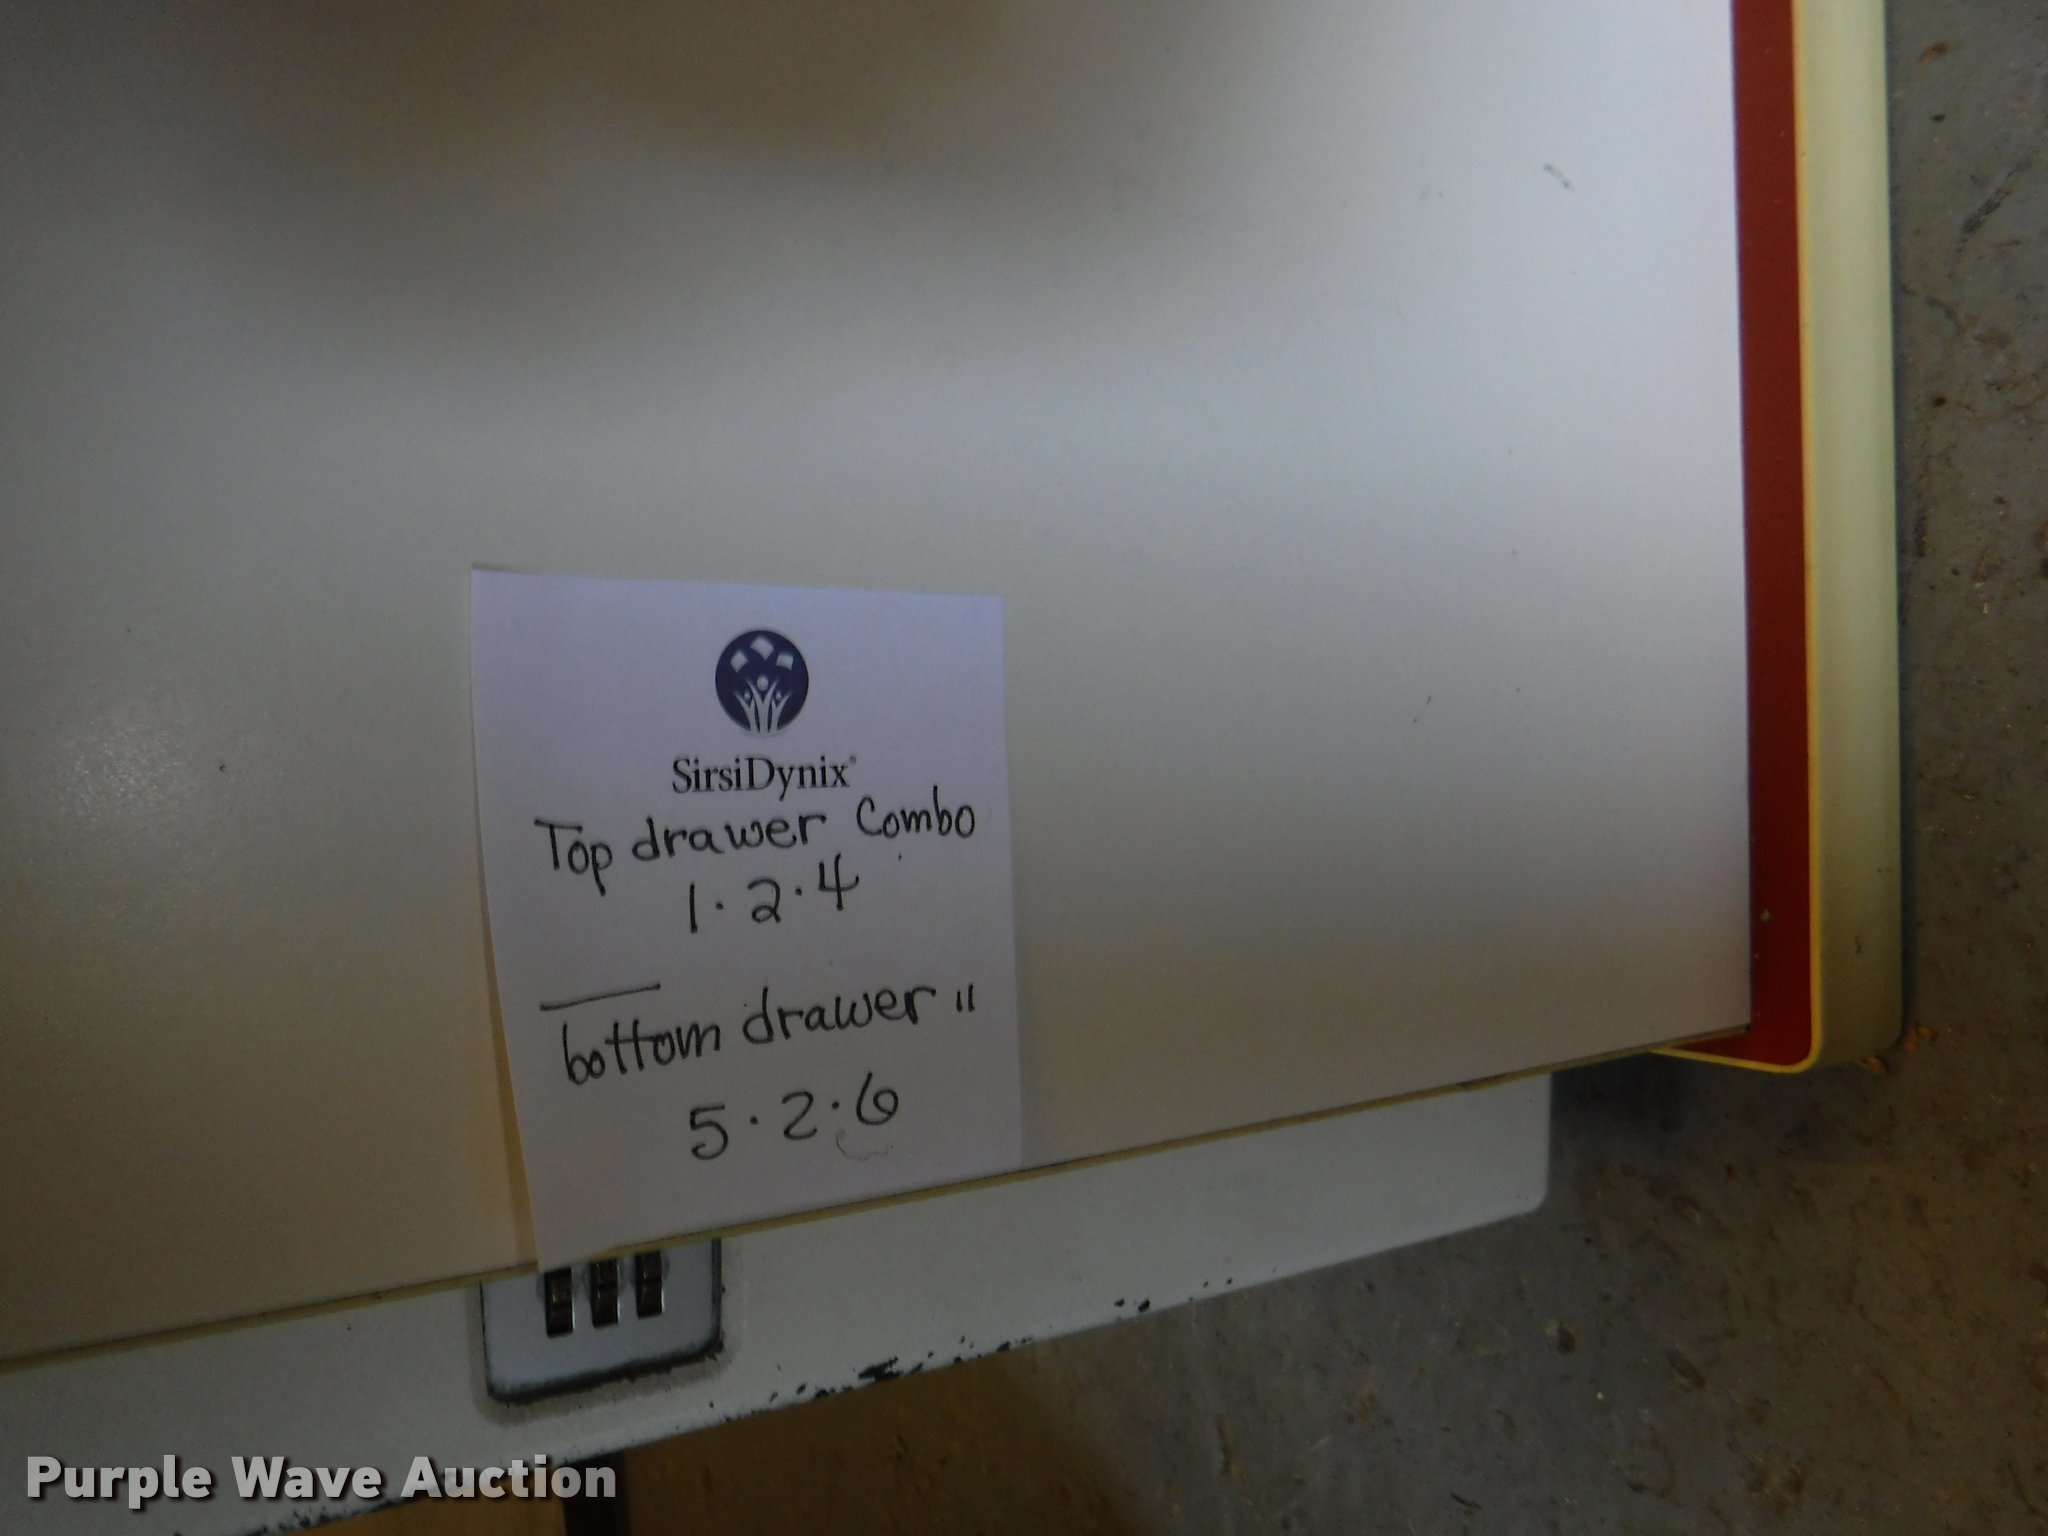 SirsiDynix®
Top drawer Combo
1·2·4
bottom drawer "
5·2·6
Purple Wave Auction